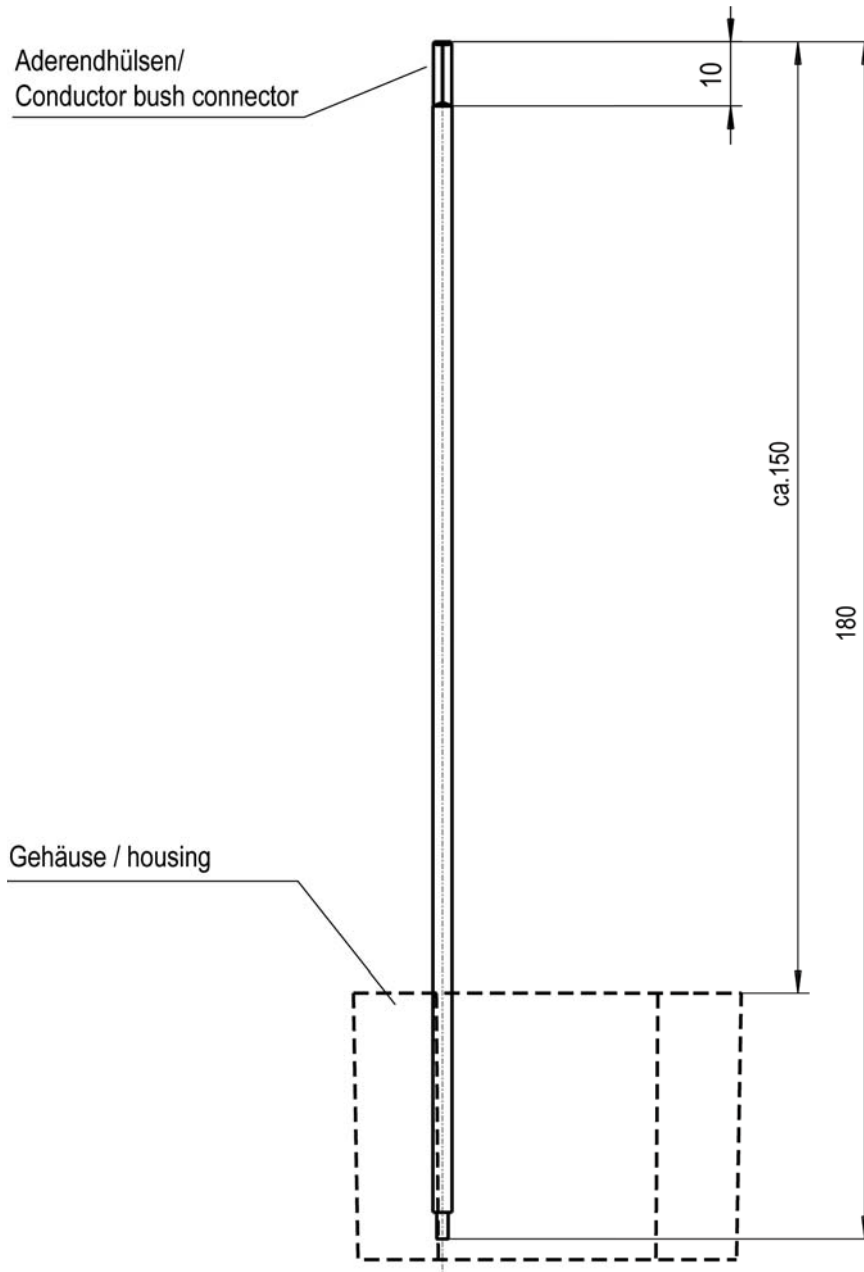 Aderendhülsen/
Conductor bush connector
10
ca.150
180
Gehäuse / housing